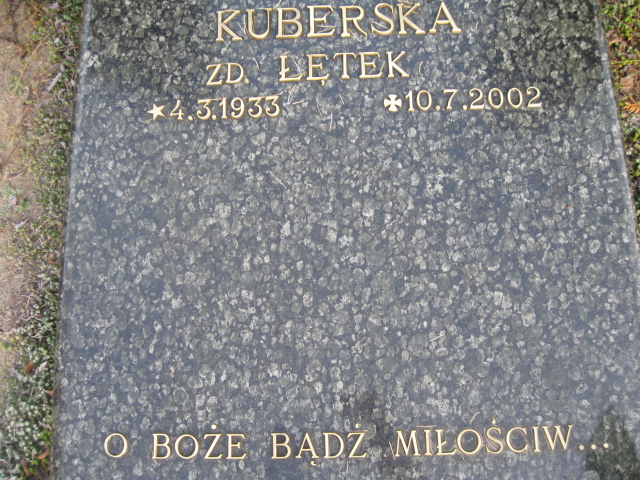 KUBERSKA
ZD. ŁĘTEK
★4.3.1933 ✠10.7.2002
O BOŻE BĄDŹ MIŁOŚCIW...